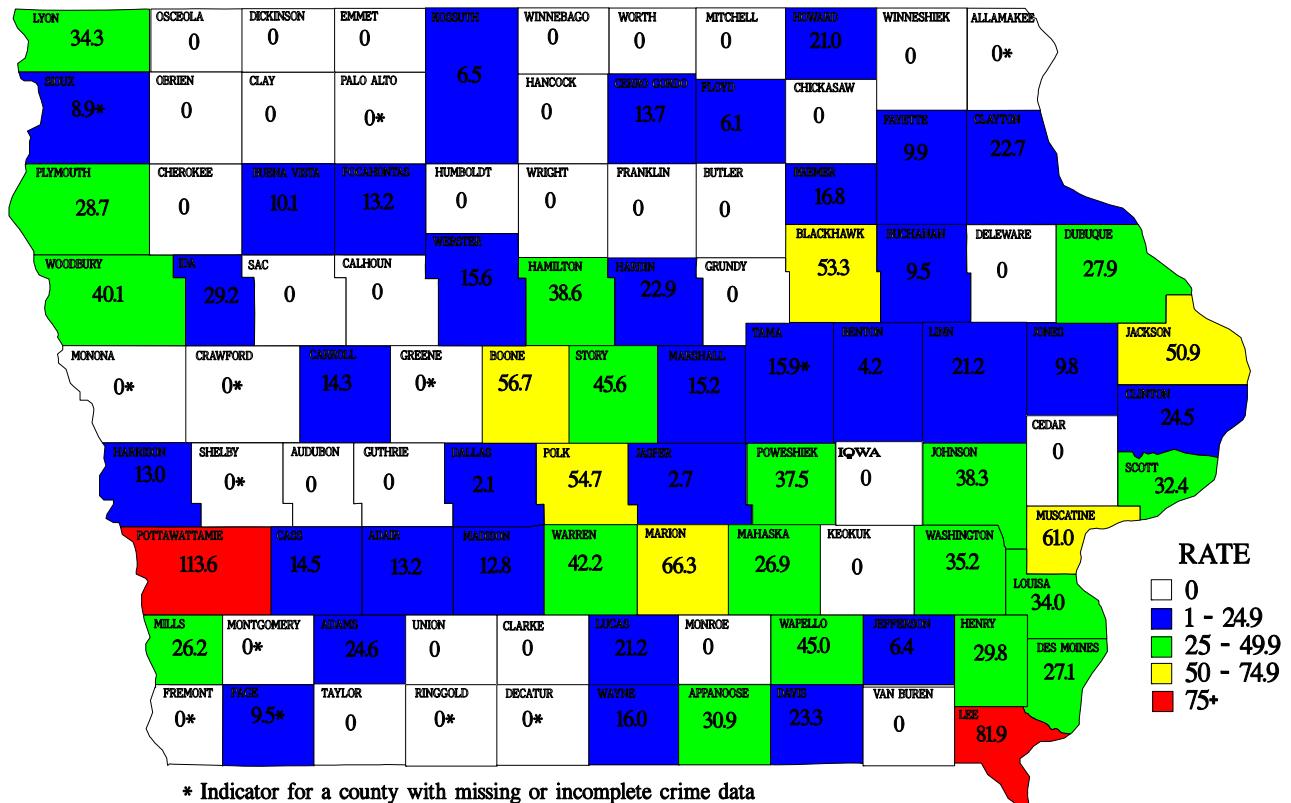 LYON OSCEOLA DICKINSON EMMET KOSSUTH WINNEBAGO WORTH MITCHELL HOWARD WINNESHIEK ALLAMAKEE
34.3 0 0 0 6.5 0 0 0 21.0 0 0*
SIOUX OBRIEN CLAY PALO ALTO HANCOCK CERRO GORDO FLOYD CHICKASAW FAYETTE CLAYTON
8.9* 0 0 0* 0 13.7 6.1 0 9.9 22.7
PLYMOUTH CHEROKEE BUENA VISTA POCAHONTAS HUMBOLDT WRIGHT FRANKLIN BUTLER BREMER
28.7 0 10.1 13.2 0 0 0 0 16.8
WOODBURY IDA SAC CALHOUN WEBSTER HAMILTON HARDIN GRUNDY BLACKHAWK BUCHANAN DELEWARE DUBUQUE
40.1 29.2 0 0 15.6 38.6 22.9 0 53.3 9.5 0 27.9
MONONA CRAWFORD CARROLL GREENE BOONE STORY MARSHALL TAMA BENTON LINN JONES JACKSON
0* 0* 14.3 0* 56.7 45.6 15.2 15.9* 4.2 21.2 9.8 50.9
CLINTON
24.5
HARRISON SHELBY AUDUBON GUTHRIE DALLAS POLK JASPER POWESHIEK IOWA JOHNSON CEDAR SCOTT
13.0 0* 0 0 2.1 54.7 2.7 37.5 0 38.3 0 32.4
POTTAWATTAMIE CASS ADAIR MADISON WARREN MARION MAHASKA KEOKUK WASHINGTON MUSCATINE
113.6 14.5 13.2 12.8 42.2 66.3 26.9 0 35.2 61.0
LOUISA
34.0
MILLS MONTGOMERY ADAMS UNION CLARKE LUCAS MONROE WAPELLO JEFFERSON HENRY DES MOINES
26.2 0* 24.6 0 0 21.2 0 45.0 6.4 29.8 27.1
FREMONT PAGE TAYLOR RINGGOLD DECATUR WAYNE APPANOOSE DAVIS VAN BUREN LEE
0* 9.5* 0 0* 0* 16.0 30.9 23.3 0 81.9
RATE
0
1 - 24.9
25 - 49.9
50 - 74.9
75+
* Indicator for a county with missing or incomplete crime data